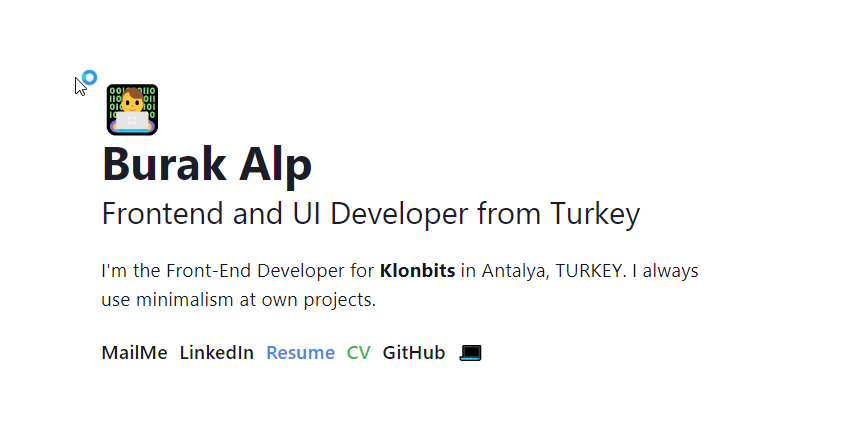 Burak Alp
Frontend and UI Developer from Turkey
I'm the Front-End Developer for Klonbits in Antalya, TURKEY. I always
use minimalism at own projects.
MailMe LinkedIn Resume CV GitHub